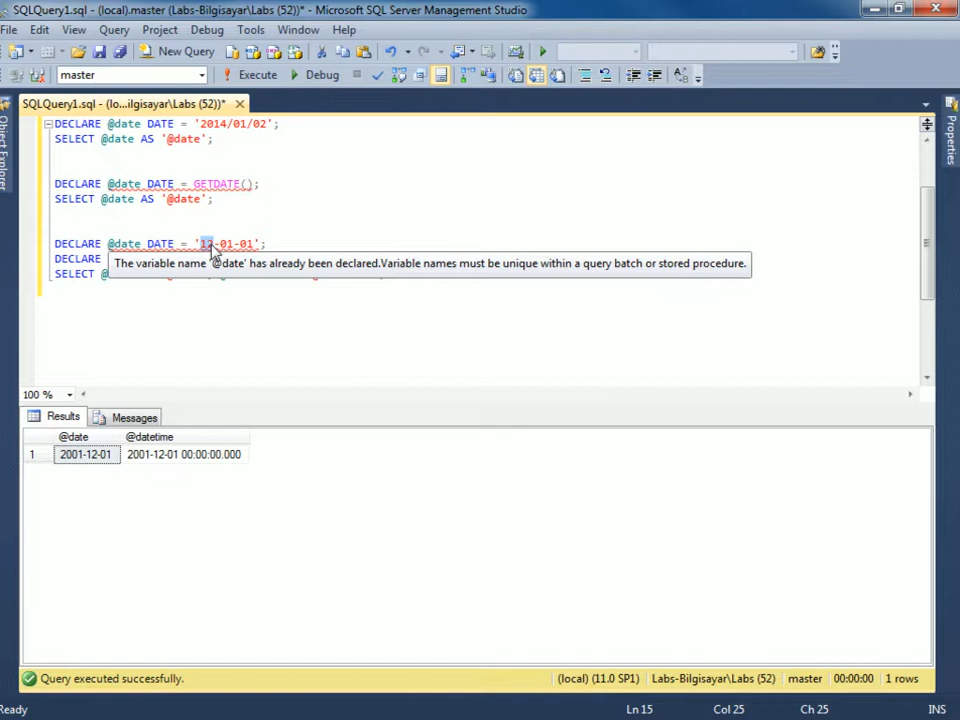 SQLQuery1.sql - (local).master (Labs-Bilgisayar\Labs (52))* - Microsoft SQL Server Management Studio
File Edit View Query Project Debug Tools Window Help
New Query
master Execute Debug
SQLQuery1.sql - (lo...ilgisayar\Labs (52))*
Object Explorer
Properties
DECLARE @date DATE = '2014/01/02';
SELECT @date AS '@date';
DECLARE @date DATE = GETDATE();
SELECT @date AS '@date';
DECLARE @date DATE = '12-01-01';
DECLARE
The variable name '@date' has already been declared.Variable names must be unique within a query batch or stored procedure.
SELECT
100 %
Results Messages
@date @datetime
1 2001-12-01 2001-12-01 00:00:00.000
Query executed successfully. (local) (11.0 SP1) Labs-Bilgisayar\Labs (52) master 00:00:00 1 rows
Ready Ln 15 Col 25 Ch 25 INS